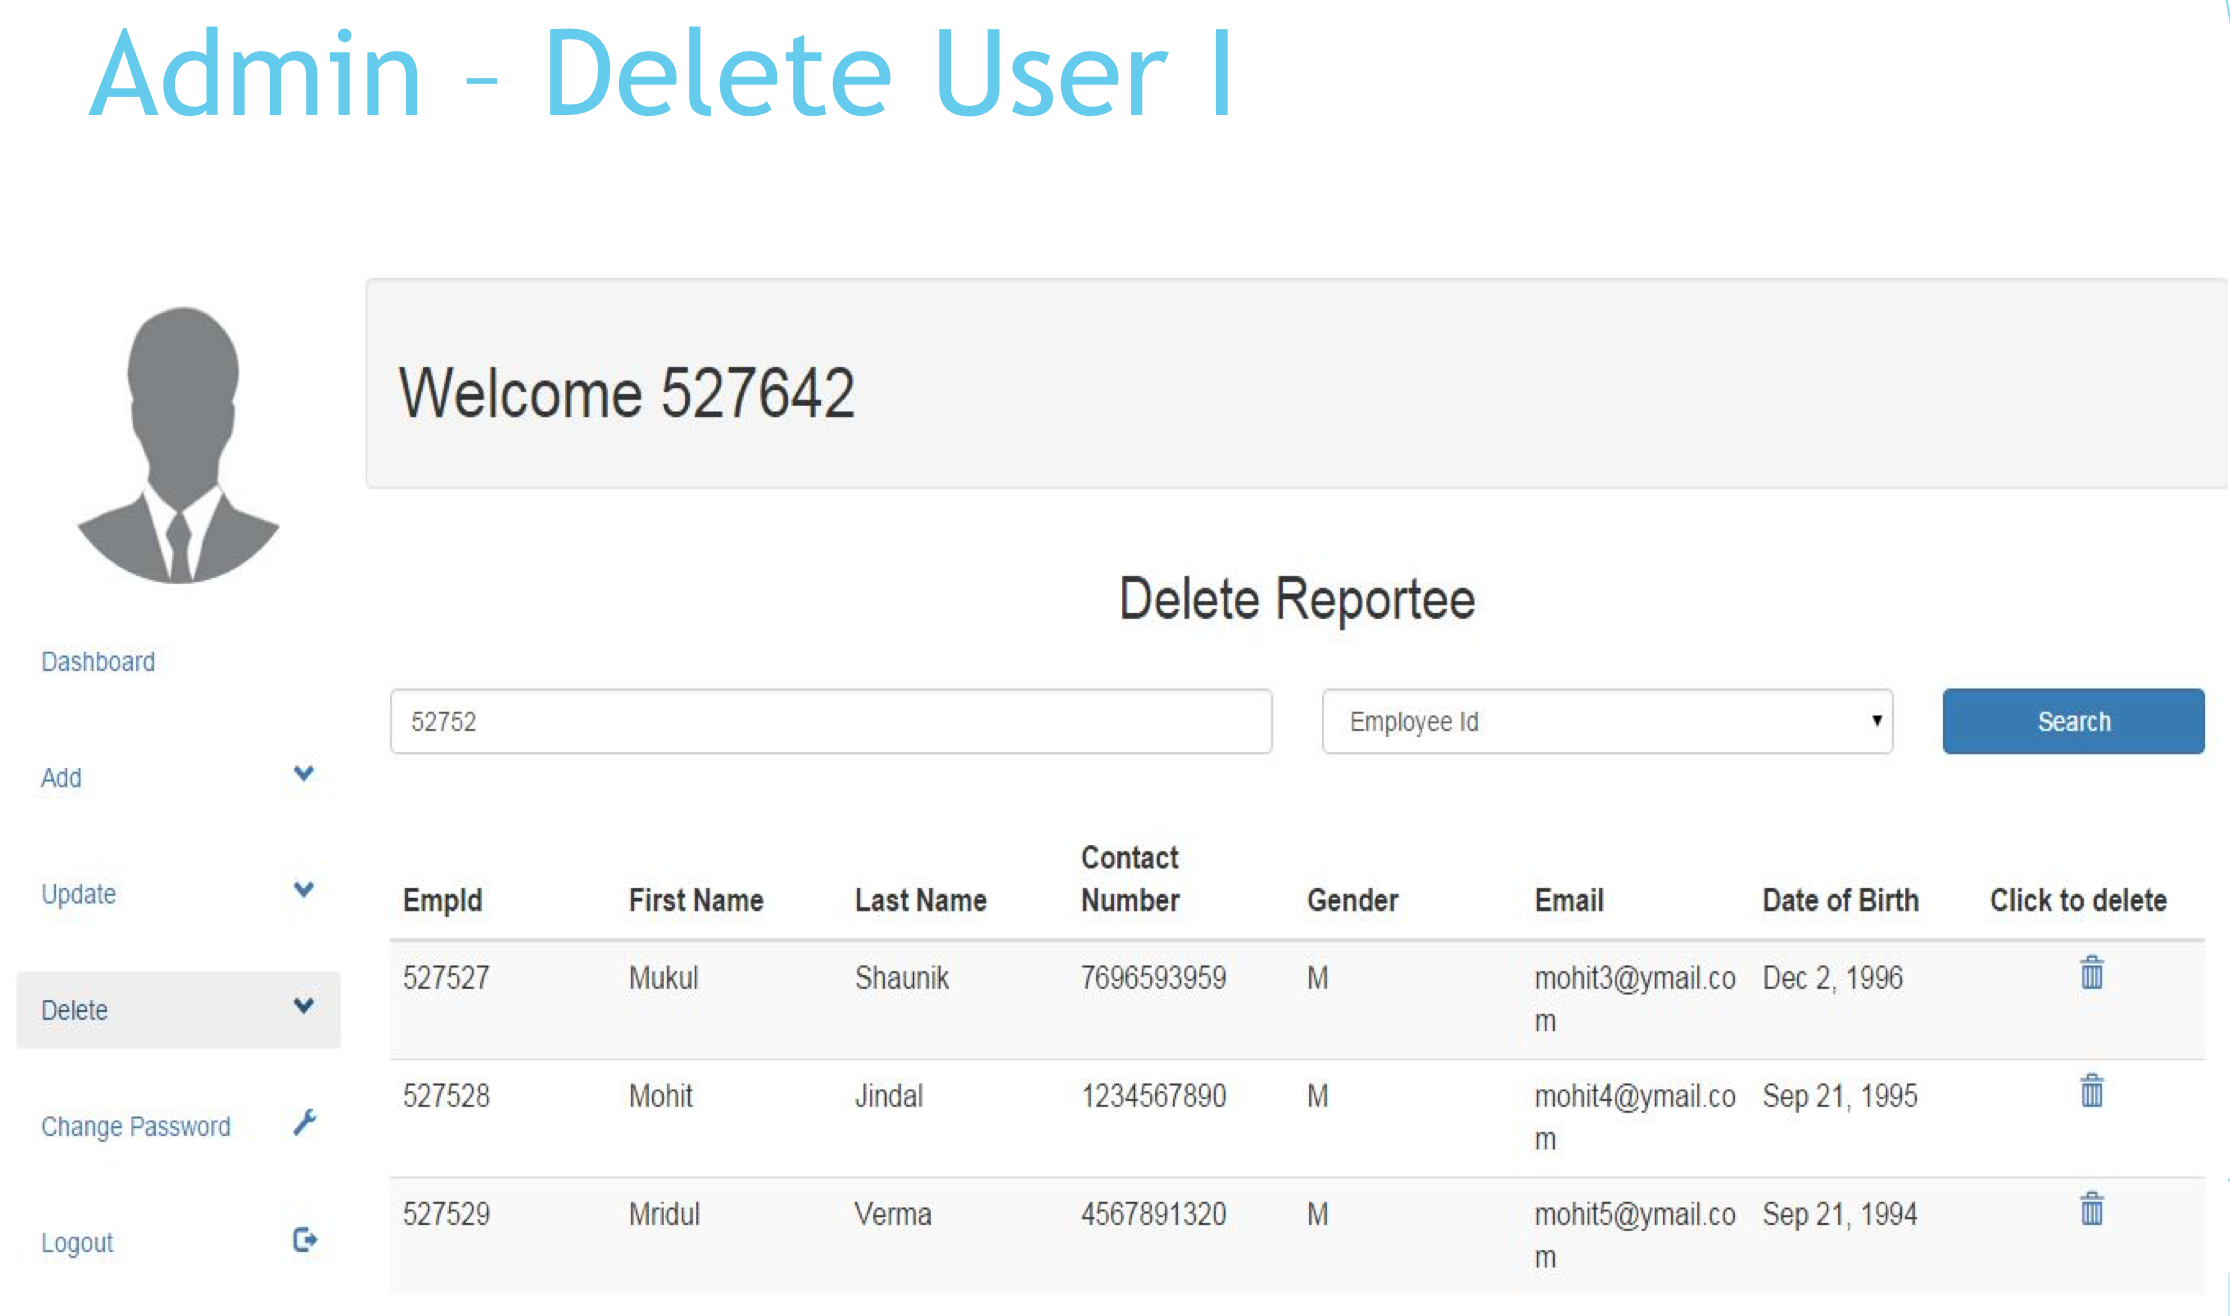 Admin – Delete User I
Welcome 527642
Delete Reportee
Dashboard
Add
Update
Delete
Change Password
Logout
52752
Employee Id
Search
EmpId First Name Last Name Contact Number Gender Email Date of Birth Click to delete
527527 Mukul Shaunik 7696593959 M mohit3@ymail.com Dec 2, 1996
527528 Mohit Jindal 1234567890 M mohit4@ymail.com Sep 21, 1995
527529 Mridul Verma 4567891320 M mohit5@ymail.com Sep 21, 1994